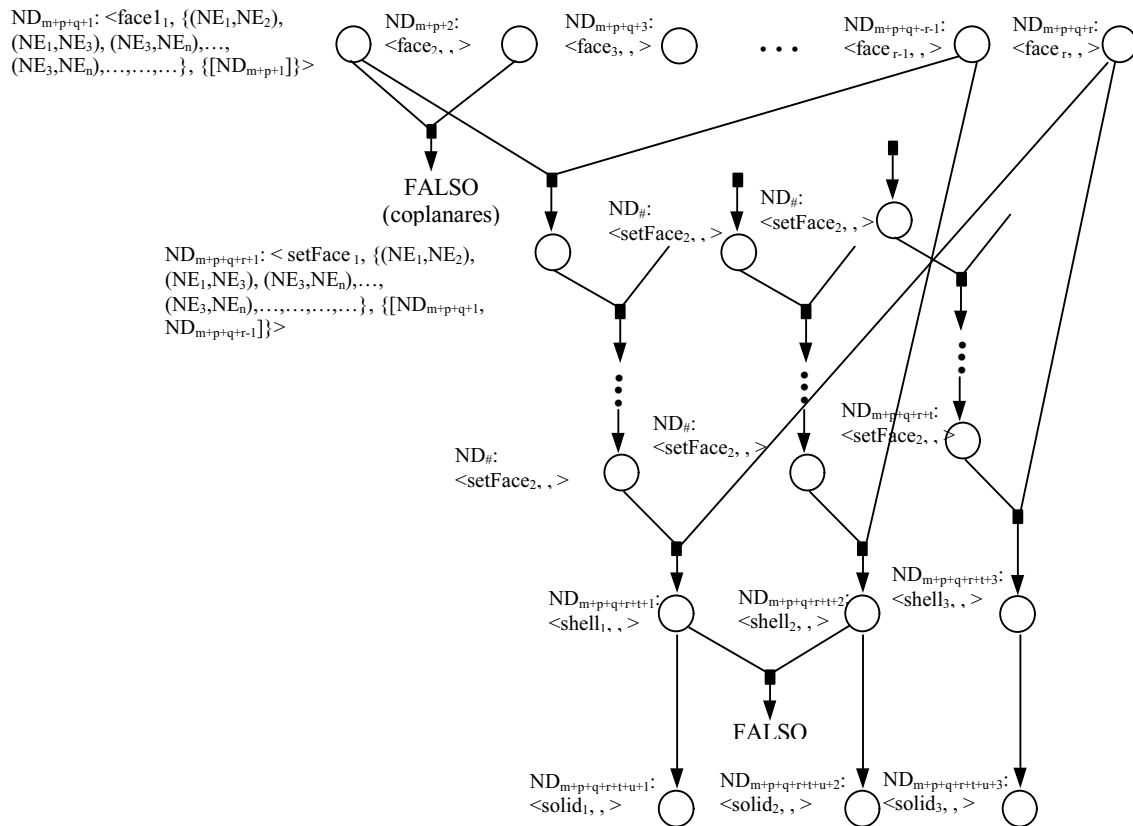 ND_{m+p+q+1}: <face1_1, {(NE_1,NE_2),
(NE_1,NE_3), (NE_3,NE_n),…,
(NE_3,NE_n),…,…,…}, {[ND_{m+p+1}]}>
ND_{m+p+2}:
<face_2, , >
ND_{m+p+q+3}:
<face_3, , >
ND_{m+p+q+-r-1}:
<face_{r-1}, , >
ND_{m+p+q+r}:
<face_r, , >
FALSO
(coplanares)
ND_#:
<setFace_2, , >
ND_#:
<setFace_2, , >
ND_{m+p+q+r+1}: < setFace_1, {(NE_1,NE_2),
(NE_1,NE_3), (NE_3,NE_n),…,
(NE_3,NE_n),…,…,…,…}, {[ND_{m+p+q+1},
ND_{m+p+q+r-1}]}>
ND_#:
<setFace_2, , >
ND_#:
<setFace_2, , >
ND_{m+p+q+r+t}:
<setFace_2, , >
ND_{m+p+q+r+t+1}:
<shell_1, , >
ND_{m+p+q+r+t+2}:
<shell_2, , >
ND_{m+p+q+r+t+3}:
<shell_3, , >
FALSO
ND_{m+p+q+r+t+u+1}:
<solid_1, , >
ND_{m+p+q+r+t+u+2}:
<solid_2, , >
ND_{m+p+q+r+t+u+3}:
<solid_3, , >